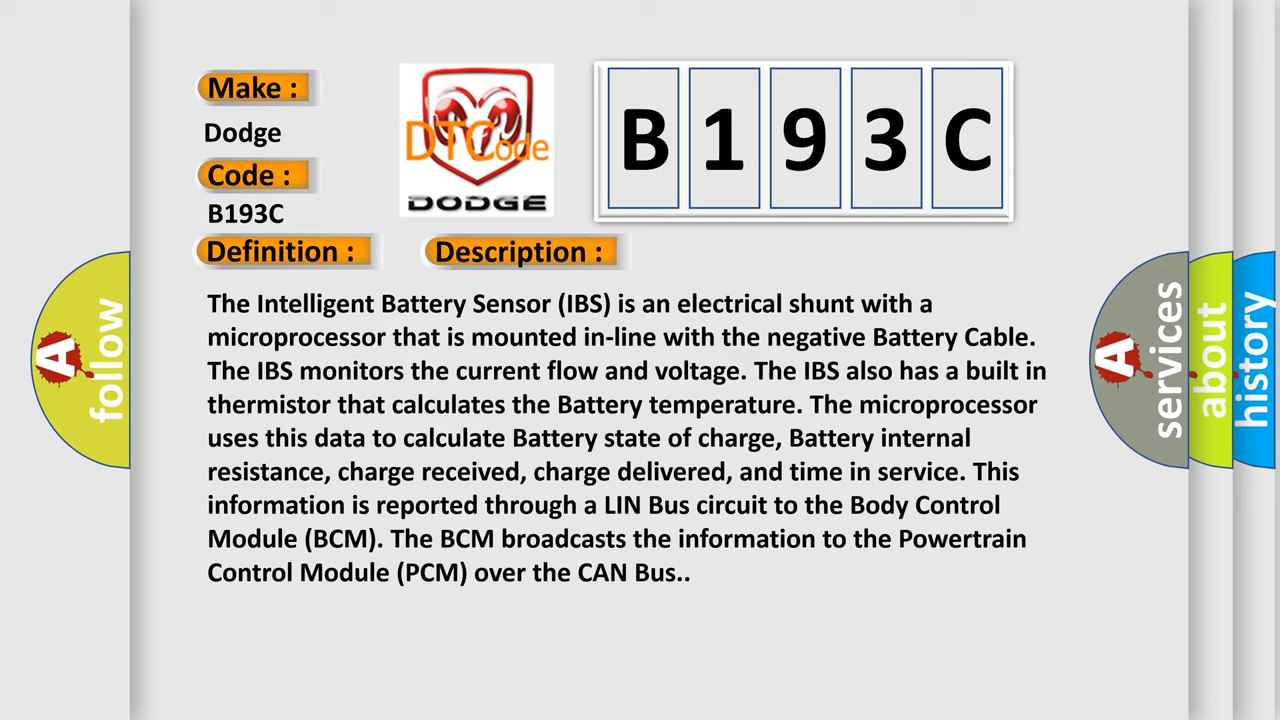 Make :
Dodge
Code :
B193C
DTCode
DODGE
B 1 9 3 C
Definition :
Description :
The Intelligent Battery Sensor (IBS) is an electrical shunt with a
microprocessor that is mounted in-line with the negative Battery Cable.
The IBS monitors the current flow and voltage. The IBS also has a built in
thermistor that calculates the Battery temperature. The microprocessor
uses this data to calculate Battery state of charge, Battery internal
resistance, charge received, charge delivered, and time in service. This
information is reported through a LIN Bus circuit to the Body Control
Module (BCM). The BCM broadcasts the information to the Powertrain
Control Module (PCM) over the CAN Bus..
A
follow
A
services
about
history